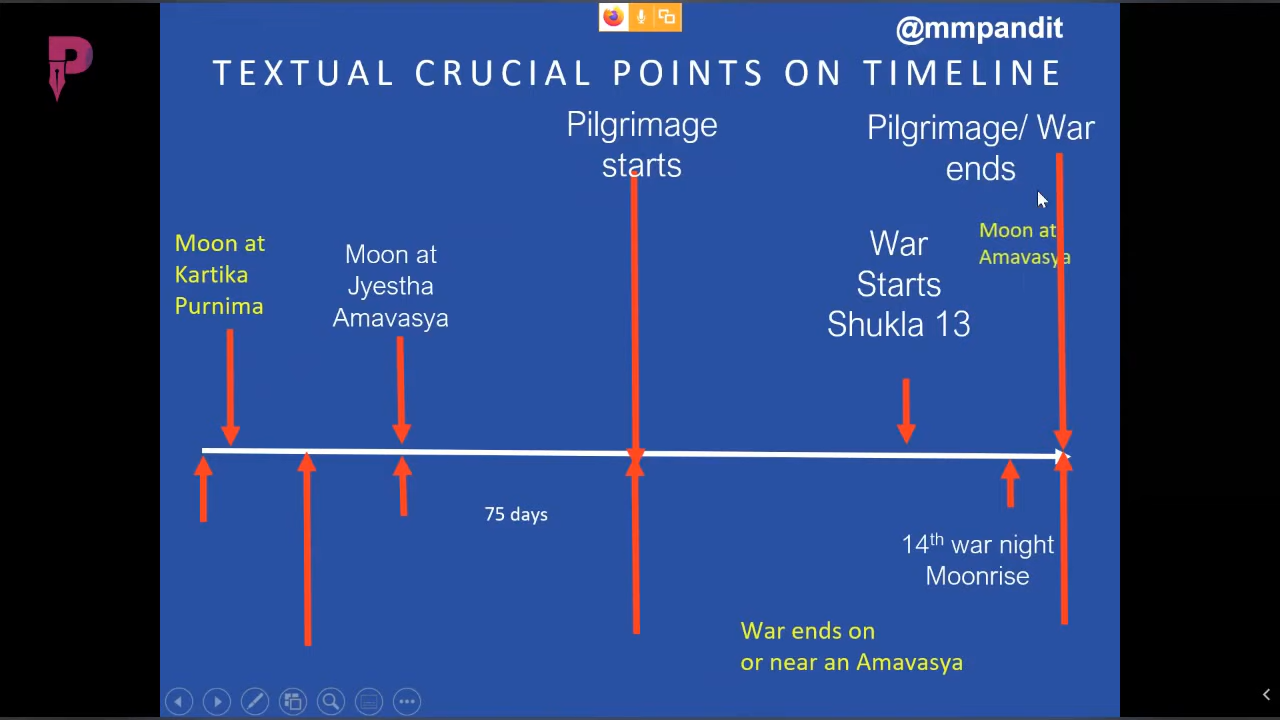 @mmpandit
TEXTUAL CRUCIAL POINTS ON TIMELINE
Pilgrimage
starts
Pilgrimage/ War
ends
Moon at
Kartika
Purnima
Moon at
Jyestha
Amavasya
War
Starts
Shukla 13
Moon at
Amavasya
75 days
14th war night
Moonrise
War ends on
or near an Amavasya